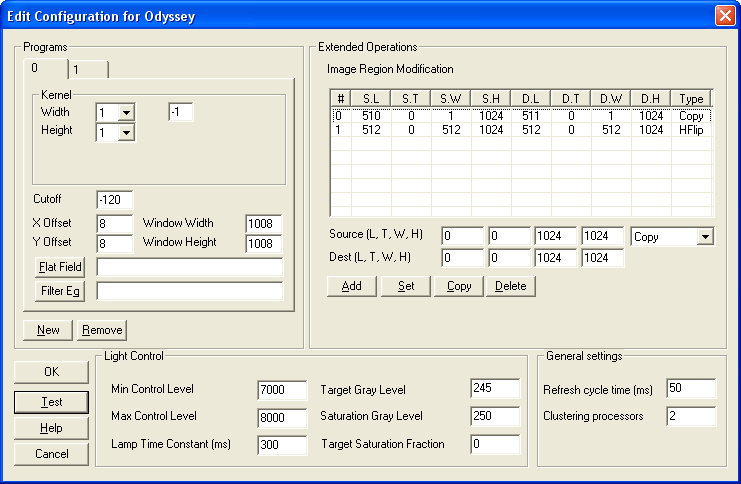 Edit Configuration for Odyssey
Programs
0 1
Kernel
Width 1 -1
Height 1
Cutoff -120
X Offset 8 Window Width 1008
Y Offset 8 Window Height 1008
Flat Field
Filter Eq
New Remove
Extended Operations
Image Region Modification
# S.L S.T S.W S.H D.L D.T D.W D.H Type
0 510 0 1 1024 511 0 1 1024 Copy
1 512 0 512 1024 512 0 512 1024 HFlip
Source (L, T, W, H) 0 0 1024 1024 Copy
Dest (L, T, W, H) 0 0 1024 1024
Add Set Copy Delete
OK
Test
Help
Cancel
Light Control
Min Control Level 7000 Target Gray Level 245
Max Control Level 8000 Saturation Gray Level 250
Lamp Time Constant (ms) 300 Target Saturation Fraction 0
General settings
Refresh cycle time (ms) 50
Clustering processors 2